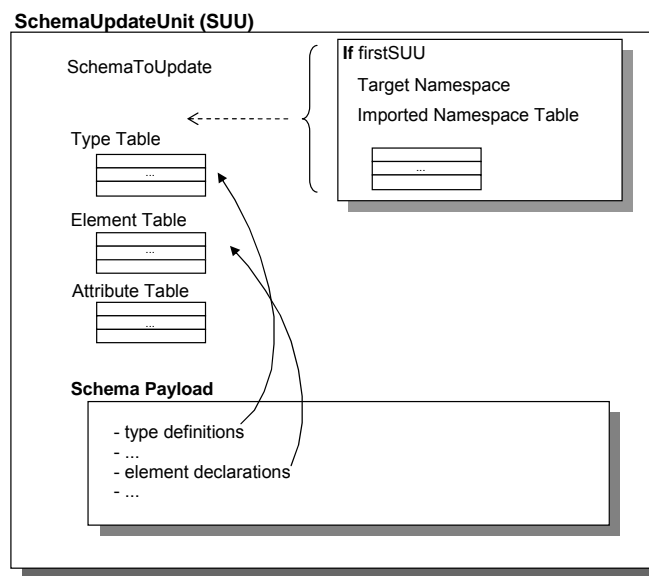 SchemaUpdateUnit (SUU)
SchemaToUpdate
If firstSUU
Target Namespace
Imported Namespace Table
...
Type Table
...
Element Table
...
Attribute Table
...
Schema Payload
- type definitions
- ...
- element declarations
- ...